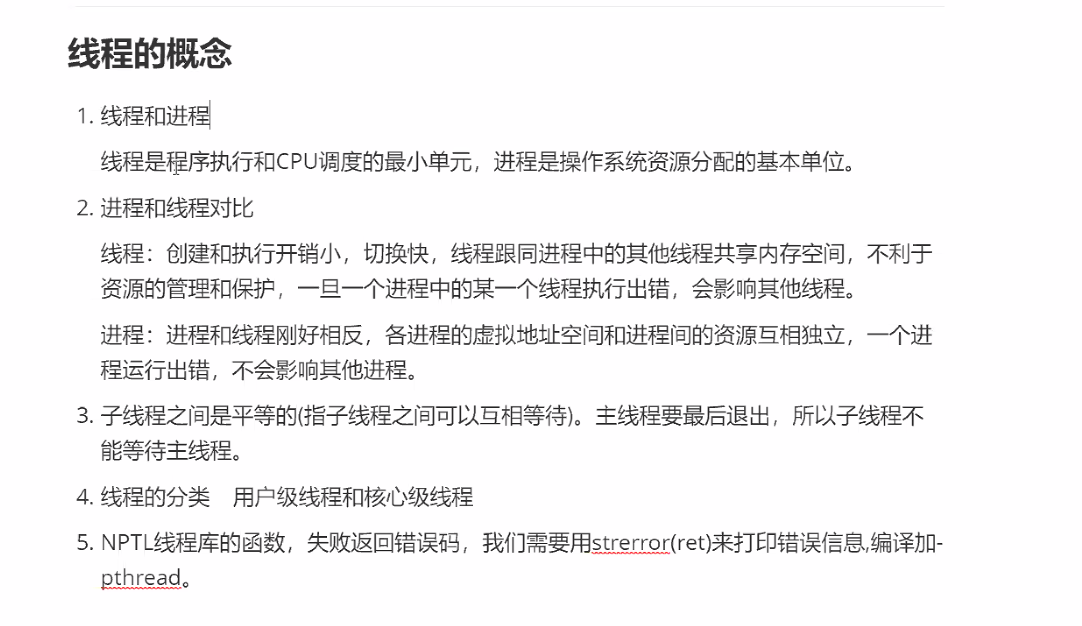 线程的概念
1. 线程和进程
线程是程序执行和CPU调度的最小单元，进程是操作系统资源分配的基本单位。
2. 进程和线程对比
线程：创建和执行开销小，切换快，线程跟同进程中的其他线程共享内存空间，不利于
资源的管理和保护，一旦一个进程中的某一个线程执行出错，会影响其他线程。
进程：进程和线程刚好相反，各进程的虚拟地址空间和进程间的资源互相独立，一个进
程运行出错，不会影响其他进程。
3. 子线程之间是平等的(指子线程之间可以互相等待)。主线程要最后退出，所以子线程不
能等待主线程。
4. 线程的分类　用户级线程和核心级线程
5. NPTL线程库的函数，失败返回错误码，我们需要用strerror(ret)来打印错误信息,编译加-
pthread。